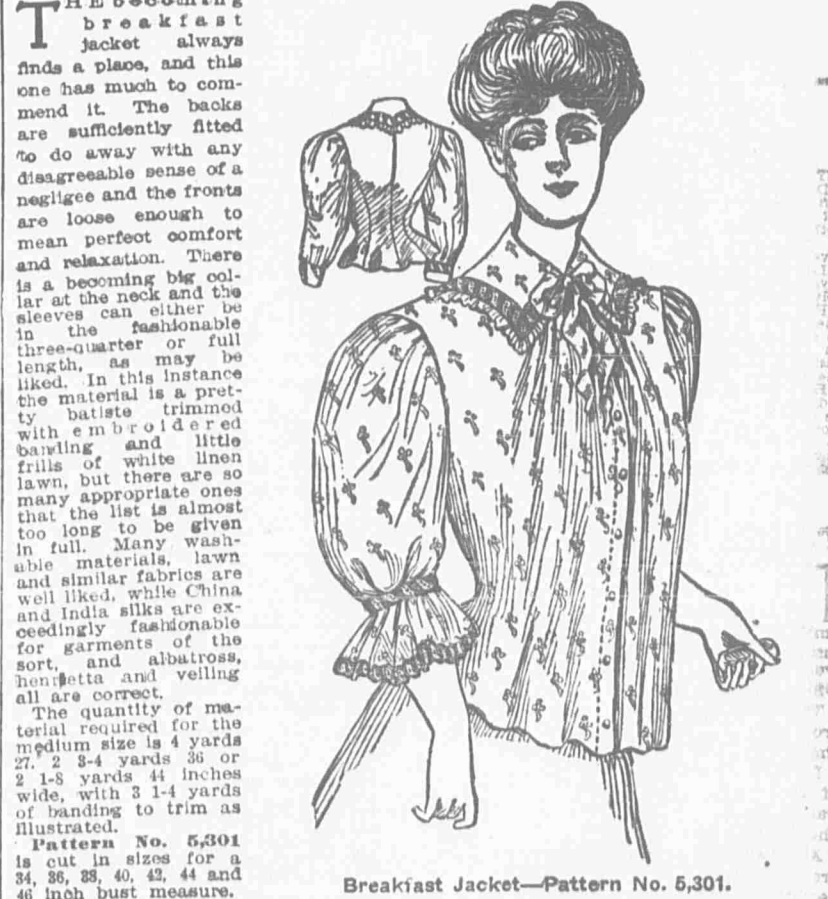 THE becoming
breakfast
jacket always
finds a place, and this
one has much to com-
mend it. The backs
are sufficiently fitted
to do away with any
disagreeable sense of a
negligee and the fronts
are loose enough to
mean perfect comfort
and relaxation. There
is a becoming big col-
lar at the neck and the
sleeves can either be
in the fashionable
three-quarter or full
length, as may be
liked. In this instance
the material is a pret-
ty batiste trimmed
with embroidered
banding and little
frills of white linen
lawn, but there are so
many appropriate ones
that the list is almost
too long to be given
in full. Many wash-
able materials, lawn
and similar fabrics are
well liked, while China
and India silks are ex-
ceedingly fashionable
for garments of the
sort, and albatross,
henrietta and veiling
all are correct.
The quantity of ma-
terial required for the
medium size is 4 yards
27. 2 3-4 yards 36 or
2 1-8 yards 44 inches
wide, with 3 1-4 yards
of banding to trim as
illustrated.
Pattern No. 5,301
is cut in sizes for a
34, 36, 38, 40, 42, 44 and
46 inch bust measure.
Breakfast Jacket—Pattern No. 5,301.